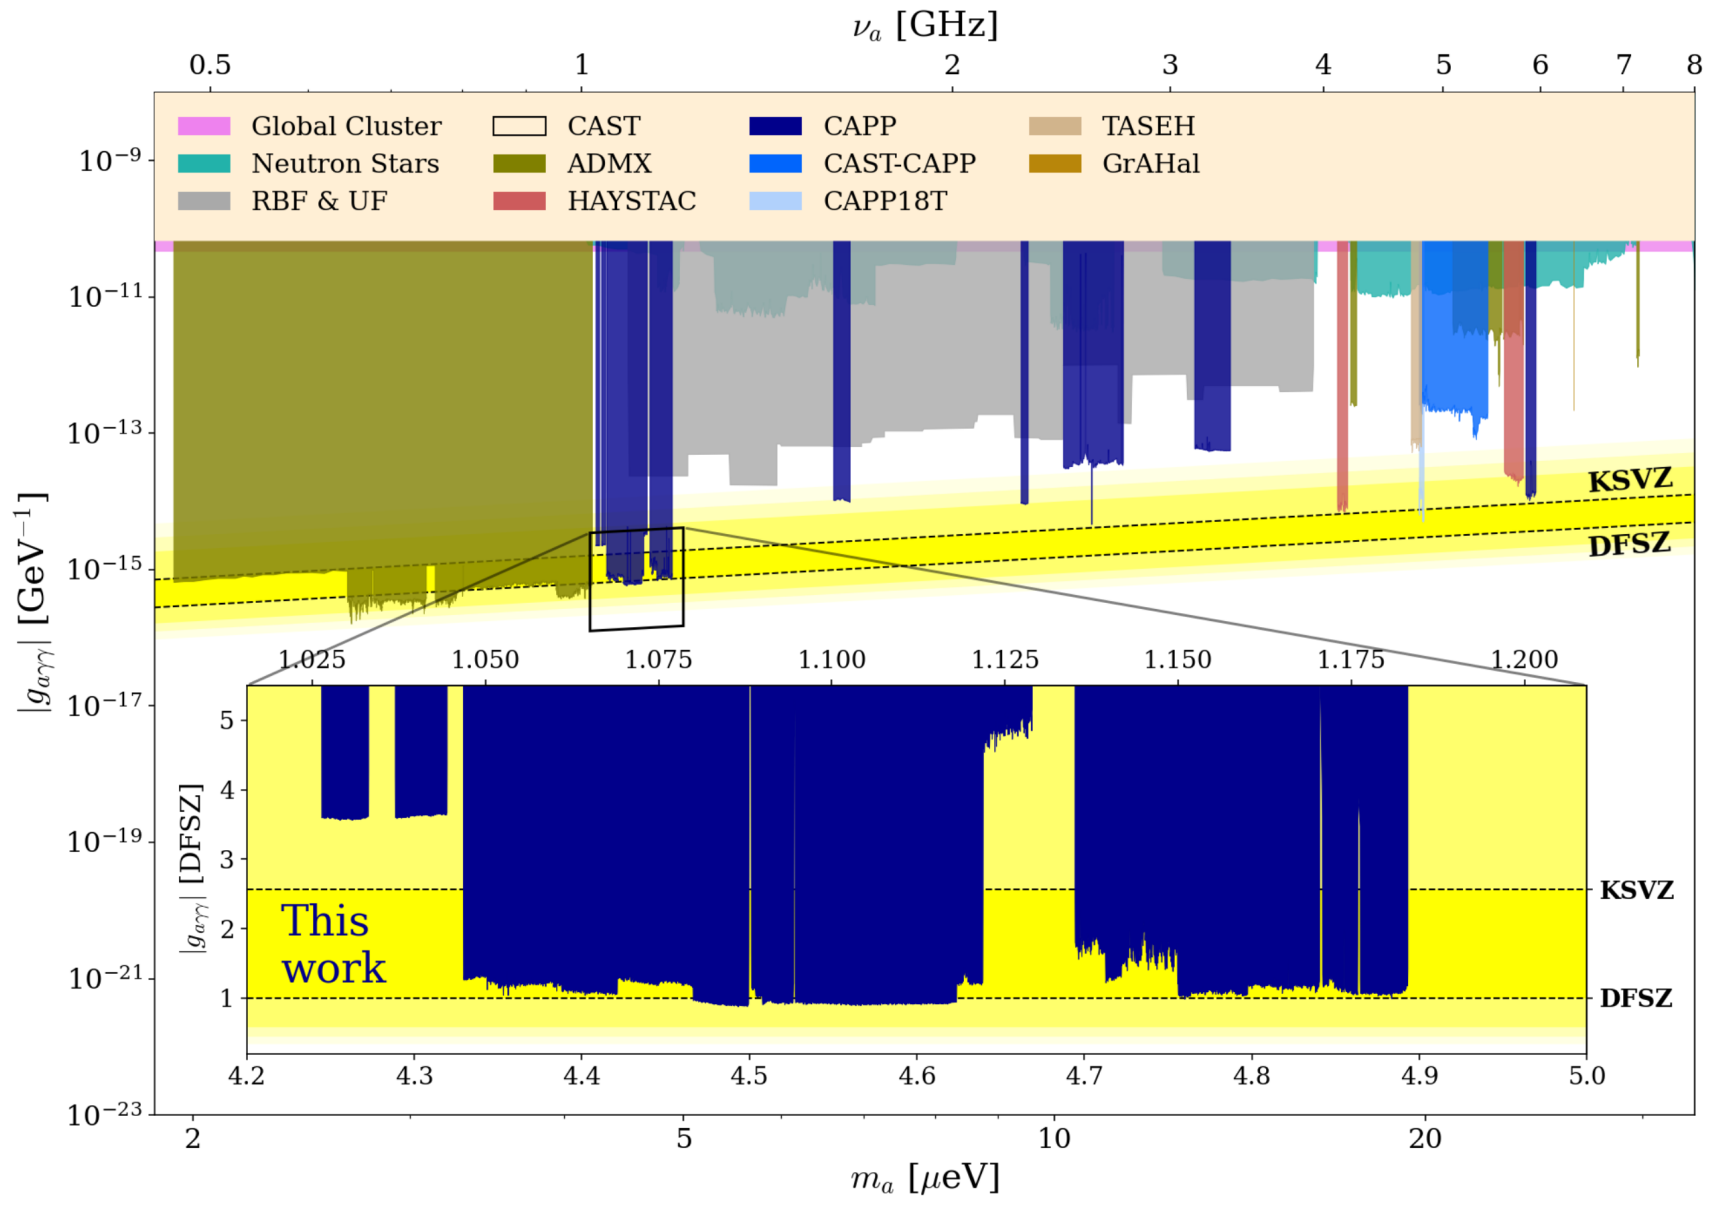 ν_a [GHz]
0.5 1 2 3 4 5 6 7 8
Global Cluster CAST CAPP TASEH
Neutron Stars ADMX CAST-CAPP GrAHal
RBF & UF HAYSTAC CAPP18T
10⁻⁹
10⁻¹¹
10⁻¹³
10⁻¹⁵
10⁻¹⁷
10⁻¹⁹
10⁻²¹
10⁻²³
|g_aγγ| [GeV⁻¹]
KSVZ
DFSZ
1.025 1.050 1.075 1.100 1.125 1.150 1.175 1.200
5
4
3
2
1
|g_aγγ| [DFSZ]
This
work
KSVZ
DFSZ
4.2 4.3 4.4 4.5 4.6 4.7 4.8 4.9 5.0
2 5 10 20
m_a [μeV]